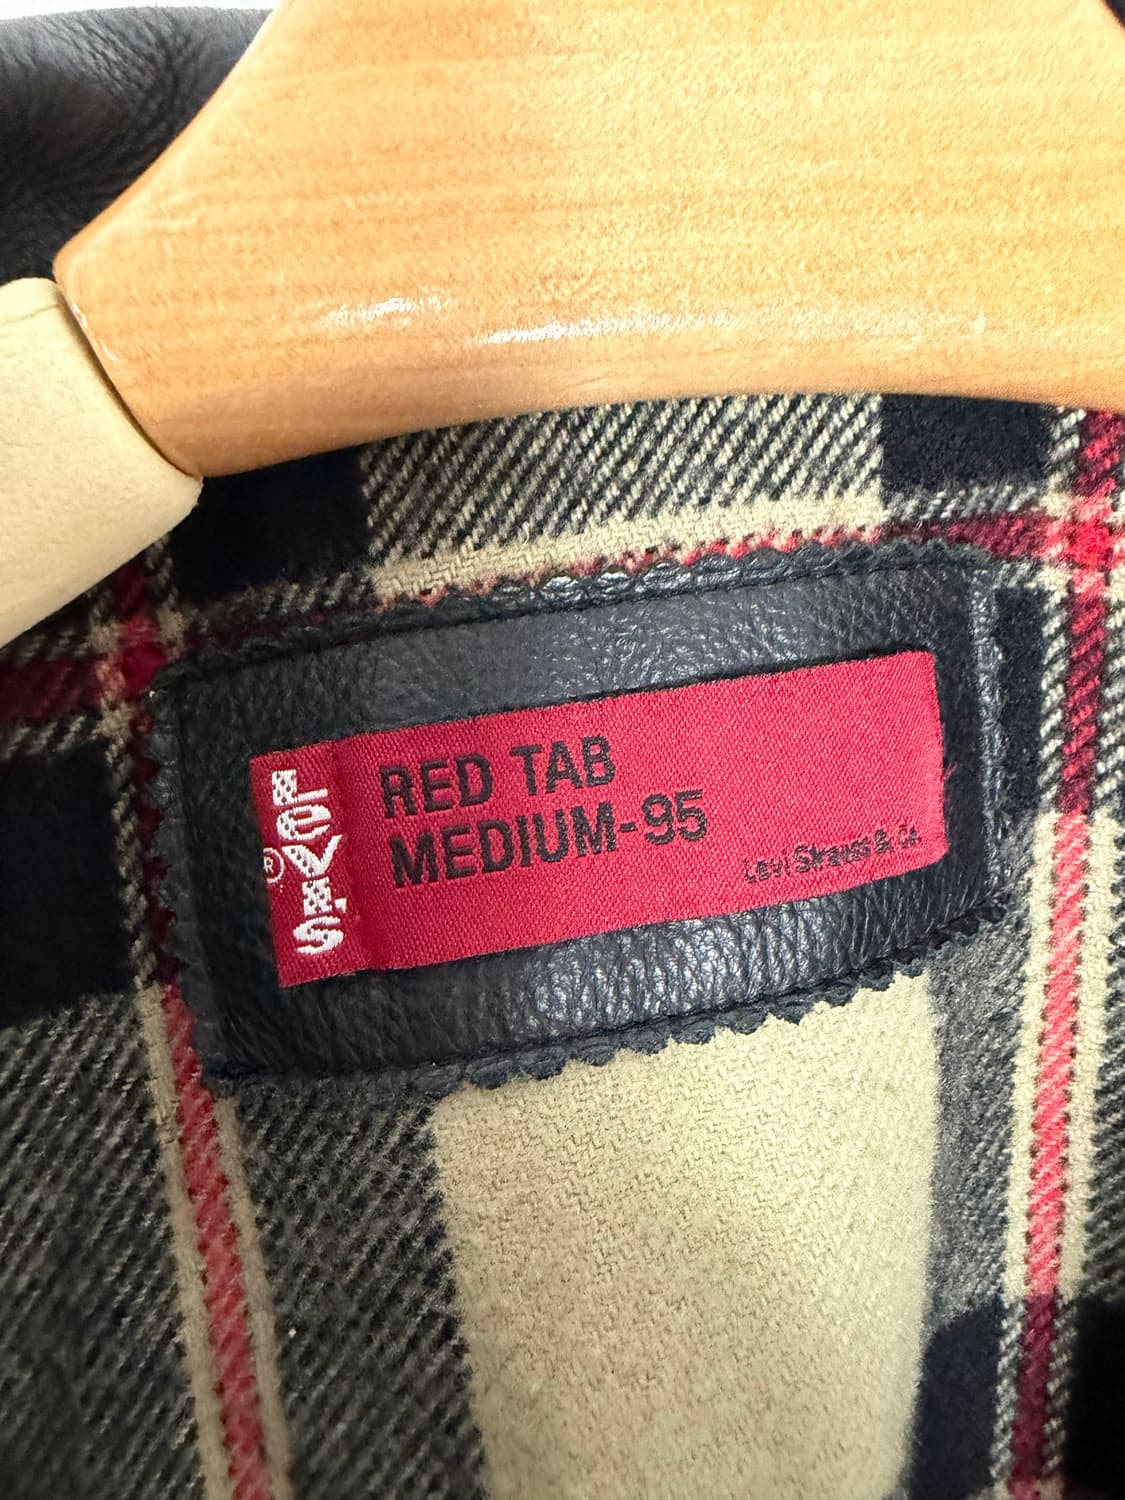 LEVI'S
®
RED TAB
MEDIUM-95
Levi Strauss & Co.